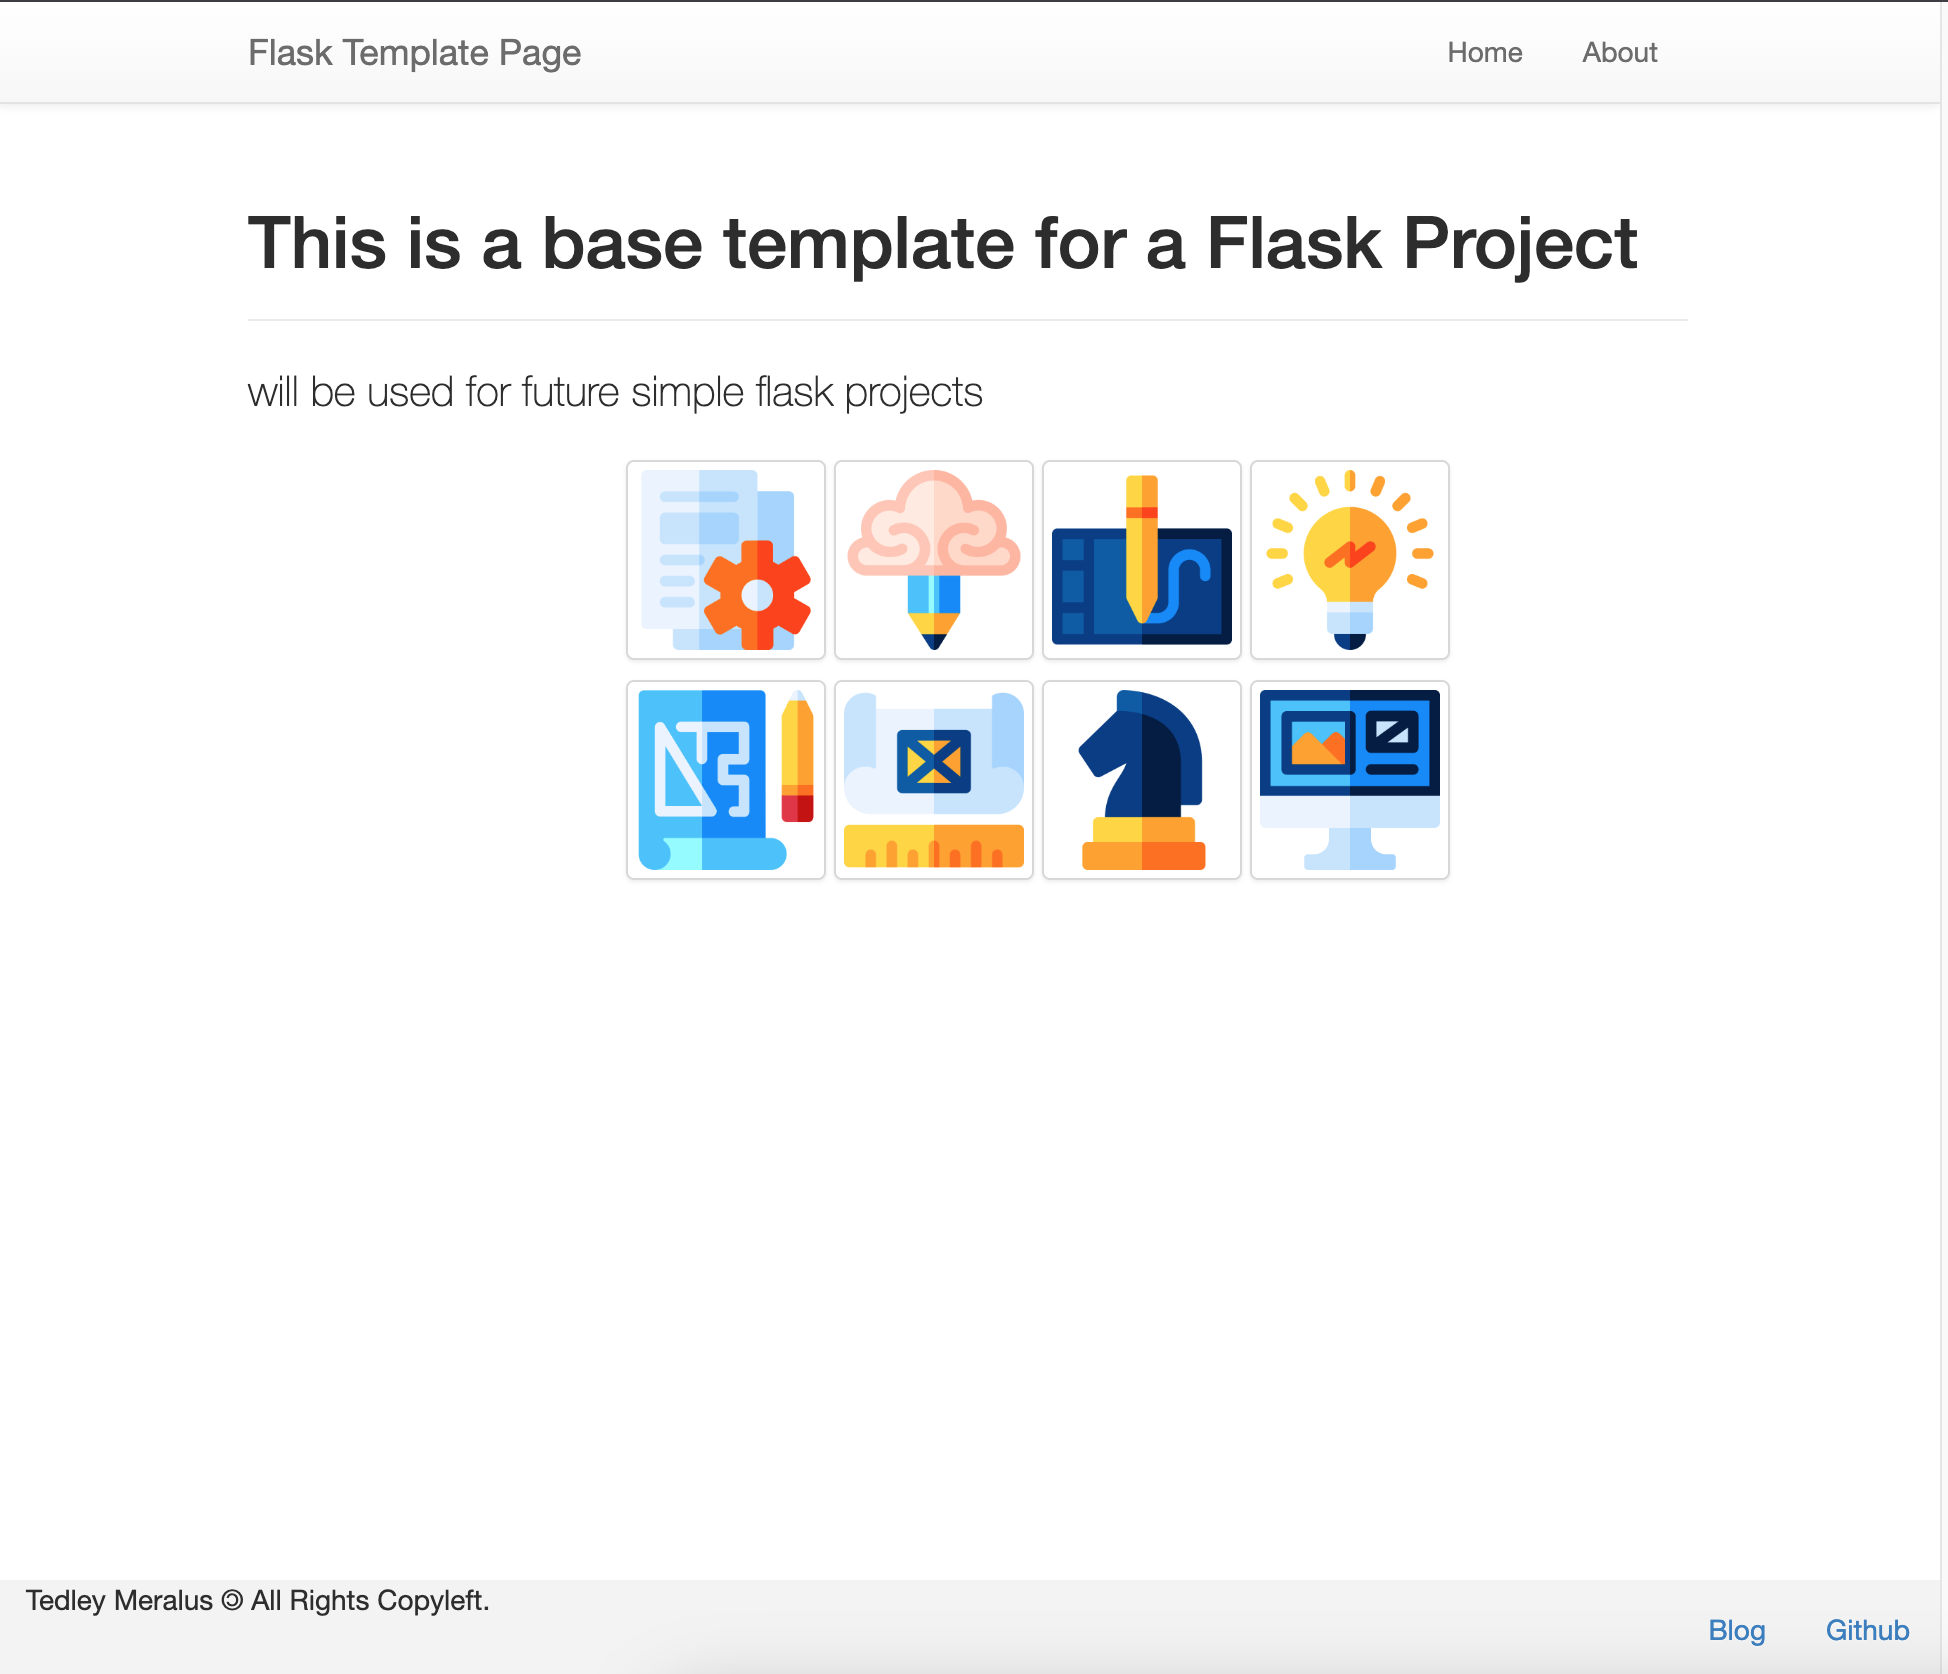 Flask Template Page
Home About
This is a base template for a Flask Project
will be used for future simple flask projects
Tedley Meralus 🄯 All Rights Copyleft.
Blog Github